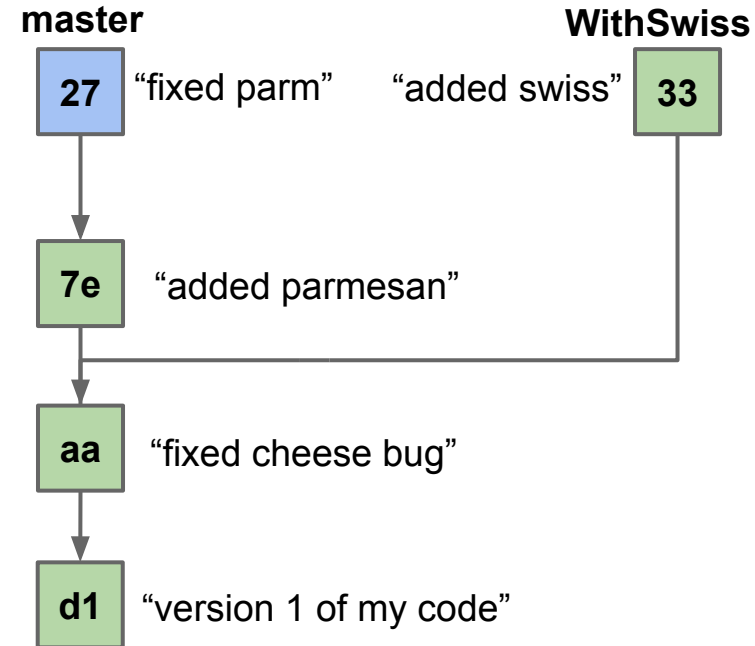 master
WithSwiss
27 “fixed parm” “added swiss” 33
7e “added parmesan”
aa “fixed cheese bug”
d1 “version 1 of my code”